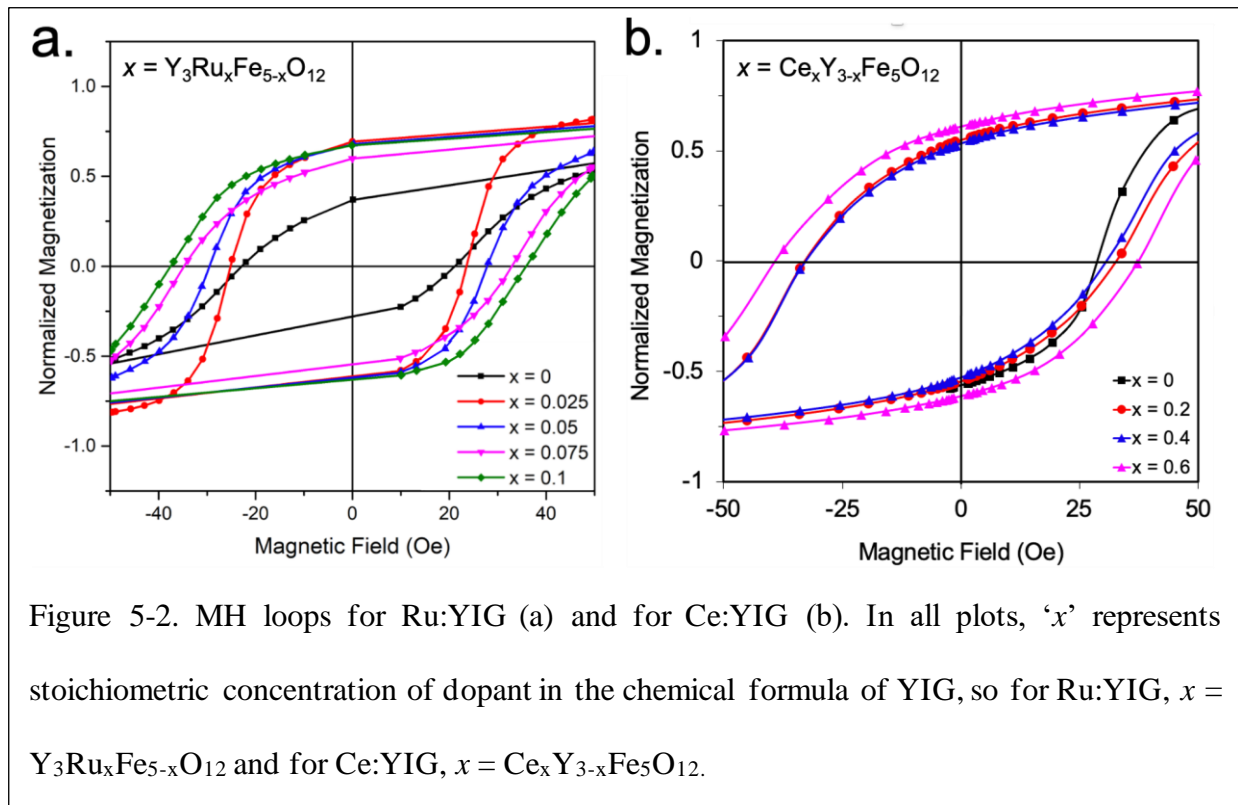 a.
x = Y₃RuₓFe₅₋ₓO₁₂
Normalized Magnetization
1.0
0.5
0.0
-0.5
-1.0
x = 0
x = 0.025
x = 0.05
x = 0.075
x = 0.1
-40
-20
0
20
40
Magnetic Field (Oe)
b.
x = CeₓY₃₋ₓFe₅O₁₂
Normalized Magnetization
1
0.5
0
-0.5
-1
x = 0
x = 0.2
x = 0.4
x = 0.6
-50
-25
0
25
50
Magnetic Field (Oe)
Figure 5-2. MH loops for Ru:YIG (a) and for Ce:YIG (b). In all plots, ‘x’ represents
stoichiometric concentration of dopant in the chemical formula of YIG, so for Ru:YIG, x =
Y₃RuₓFe₅₋ₓO₁₂ and for Ce:YIG, x = CeₓY₃₋ₓFe₅O₁₂.